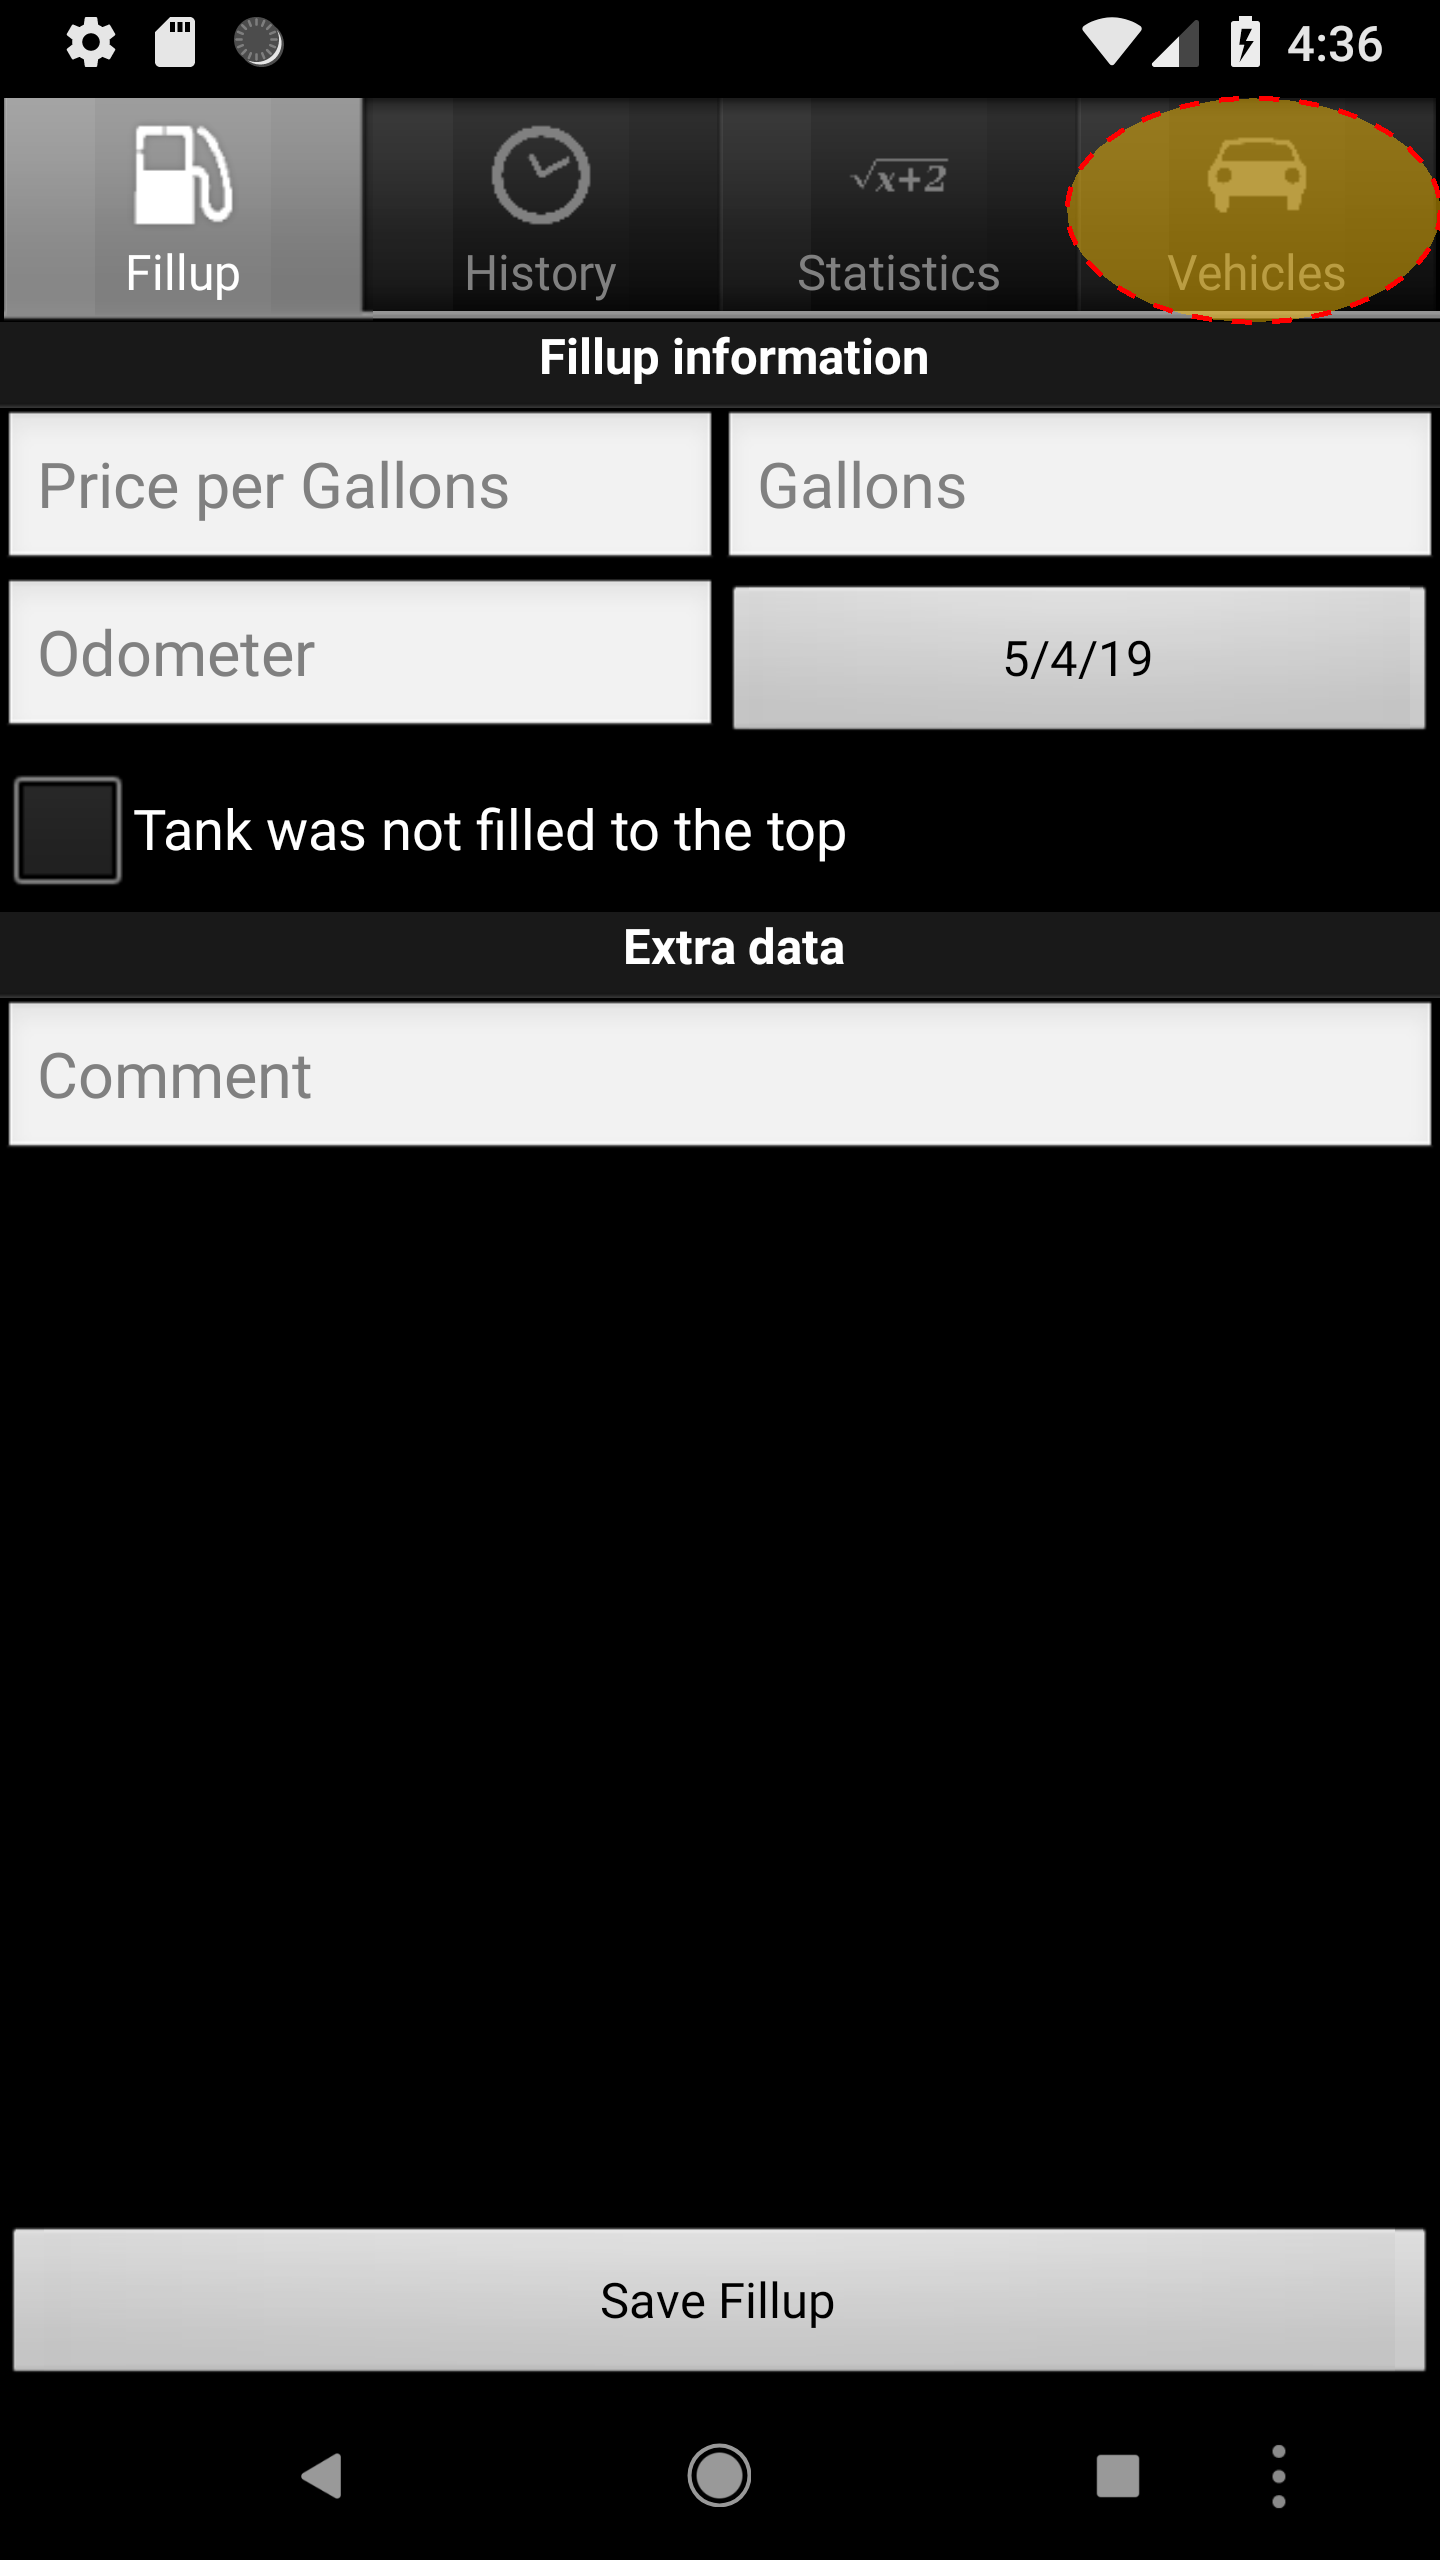 4:36
Fillup
History
√x+2
Statistics
Vehicles
Fillup information
Price per Gallons
Gallons
Odometer
5/4/19
Tank was not filled to the top
Extra data
Comment
Save Fillup